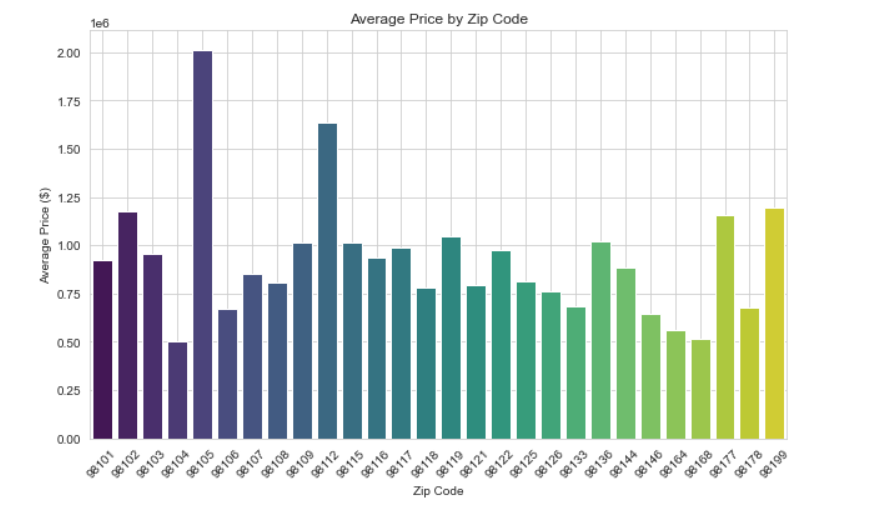 Average Price by Zip Code
1e6
2.00
1.75
1.50
1.25
1.00
0.75
0.50
0.25
0.00
Average Price ($)
98101 98102 98103 98104 98105 98106 98107 98108 98109 98112 98115 98116 98117 98118 98119 98121 98122 98125 98126 98133 98136 98144 98146 98164 98168 98177 98178 98199
Zip Code